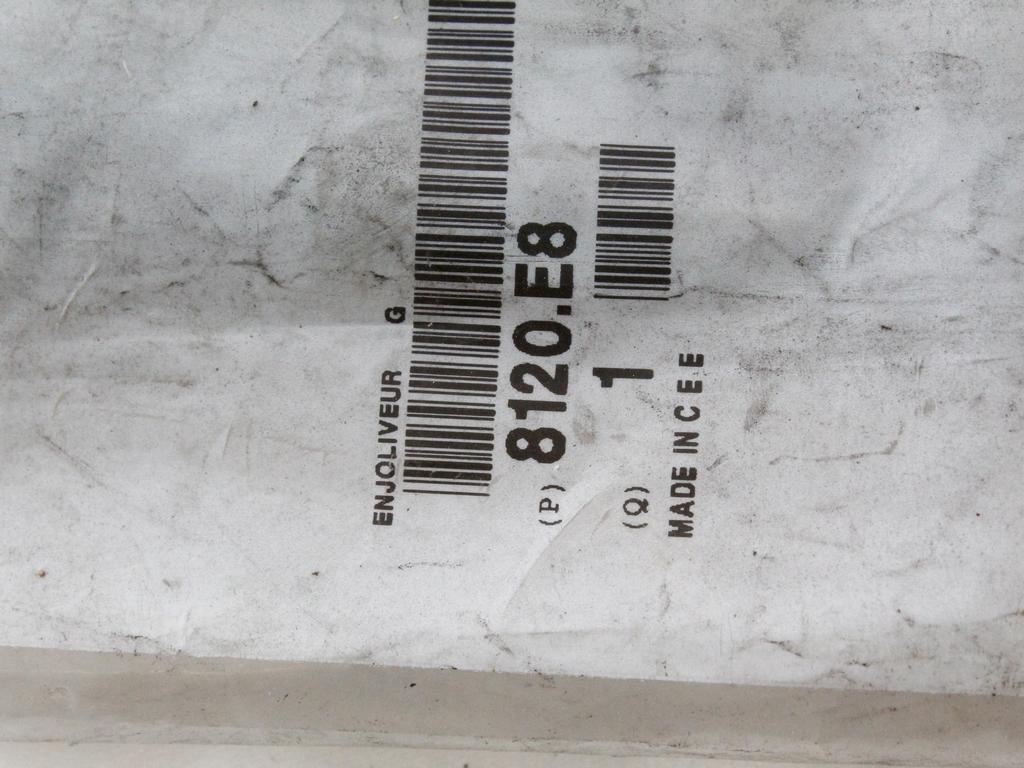 ENJOLIVEUR G
(P) 8120.E8
(Q) 1
MADE IN C E E